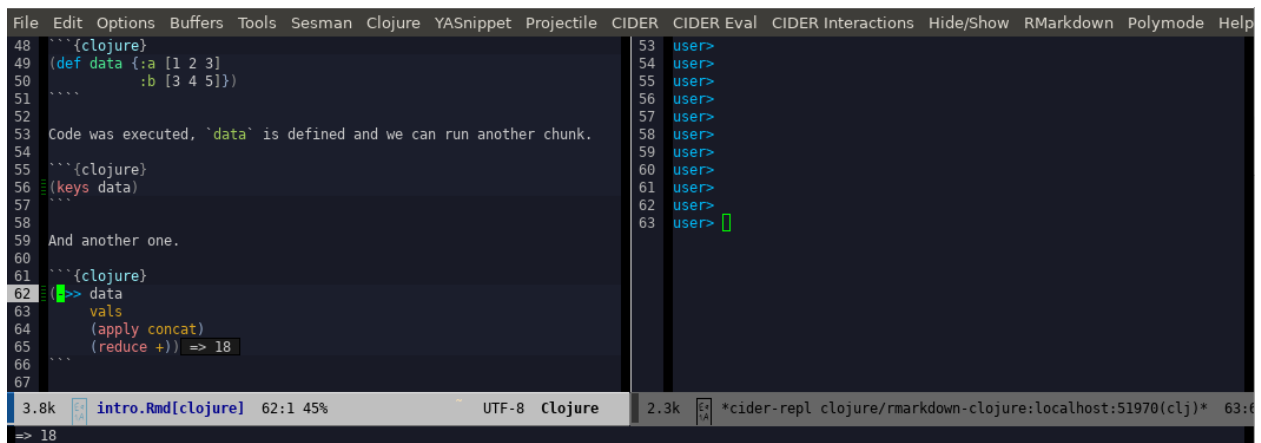 File Edit Options Buffers Tools Sesman Clojure YASnippet Projectile CIDER CIDER Eval CIDER Interactions Hide/Show RMarkdown Polymode Help
48 ```{clojure}
49 (def data {:a [1 2 3]
50            :b [3 4 5]})
51 ````
52
53 Code was executed, `data` is defined and we can run another chunk.
54
55 ```{clojure}
56 (keys data)
57 ```
58
59 And another one.
60
61 ```{clojure}
62 (->> data
63      vals
64      (apply concat)
65      (reduce +)) => 18
66 ```
67
3.8k intro.Rmd[clojure] 62:1 45% UTF-8 Clojure
53 user>
54 user>
55 user>
56 user>
57 user>
58 user>
59 user>
60 user>
61 user>
62 user>
63 user>
2.3k *cider-repl clojure/rmarkdown-clojure:localhost:51970(clj)* 63:6
=> 18